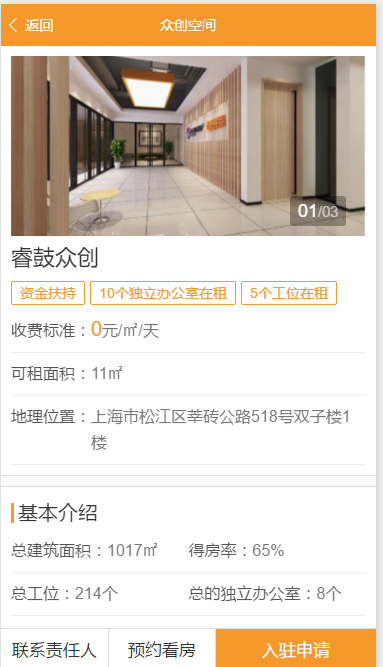 返回
众创空间
01/03
睿鼓众创
资金扶持 10个独立办公室在租 5个工位在租
收费标准：0元/㎡/天
可租面积：11㎡
地理位置：上海市松江区莘砖公路518号双子楼1
楼
基本介绍
总建筑面积：1017㎡ 得房率：65%
总工位：214个 总的独立办公室：8个
联系责任人 预约看房 入驻申请